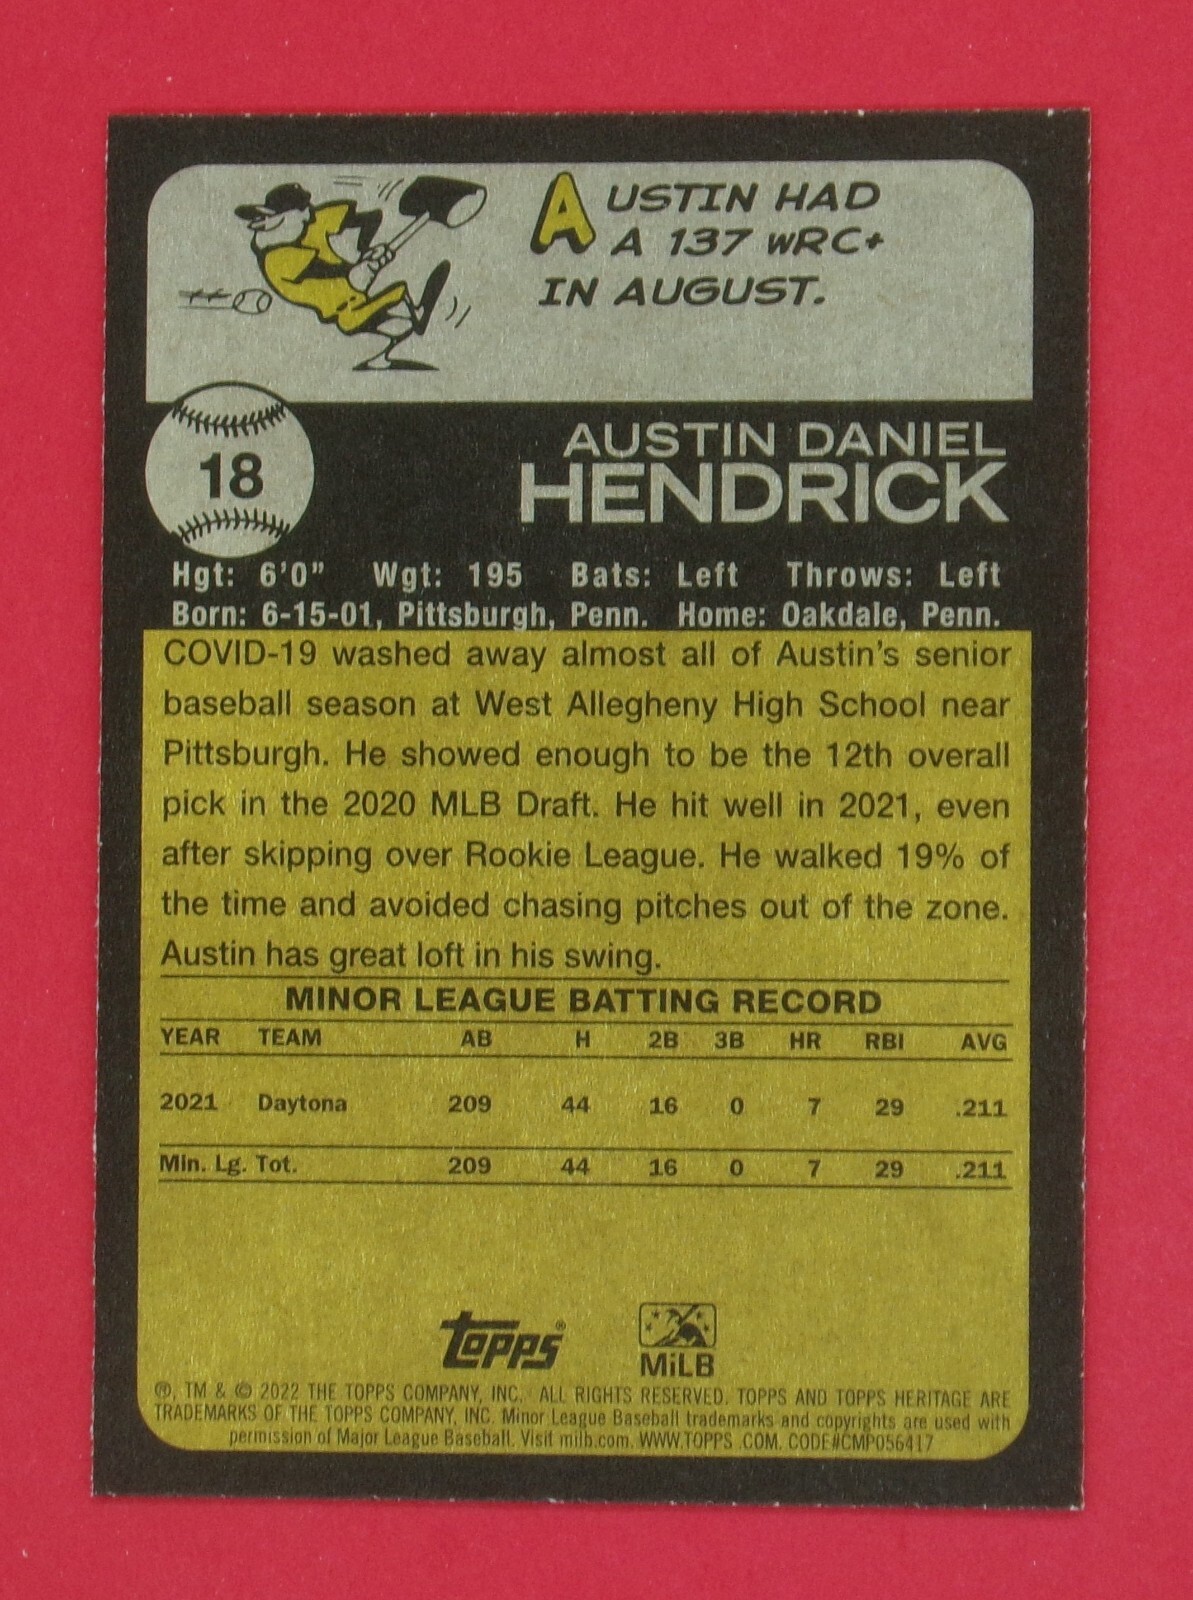 AUSTIN HAD
A 137 WRC+
IN AUGUST.
18
AUSTIN DANIEL
HENDRICK
Hgt: 6'0" Wgt: 195 Bats: Left Throws: Left
Born: 6-15-01, Pittsburgh, Penn. Home: Oakdale, Penn.
COVID-19 washed away almost all of Austin's senior
baseball season at West Allegheny High School near
Pittsburgh. He showed enough to be the 12th overall
pick in the 2020 MLB Draft. He hit well in 2021, even
after skipping over Rookie League. He walked 19% of
the time and avoided chasing pitches out of the zone.
Austin has great loft in his swing.
MINOR LEAGUE BATTING RECORD
YEAR TEAM AB H 2B 3B HR RBI AVG
2021 Daytona 209 44 16 0 7 29 .211
Min. Lg. Tot. 209 44 16 0 7 29 .211
Topps®
MiLB
®, TM & © 2022 THE TOPPS COMPANY, INC. ALL RIGHTS RESERVED. TOPPS AND TOPPS HERITAGE ARE
TRADEMARKS OF THE TOPPS COMPANY, INC. Minor League Baseball trademarks and copyrights are used with
permission of Major League Baseball. Visit milb.com. WWW.TOPPS .COM. CODE#CMP056417